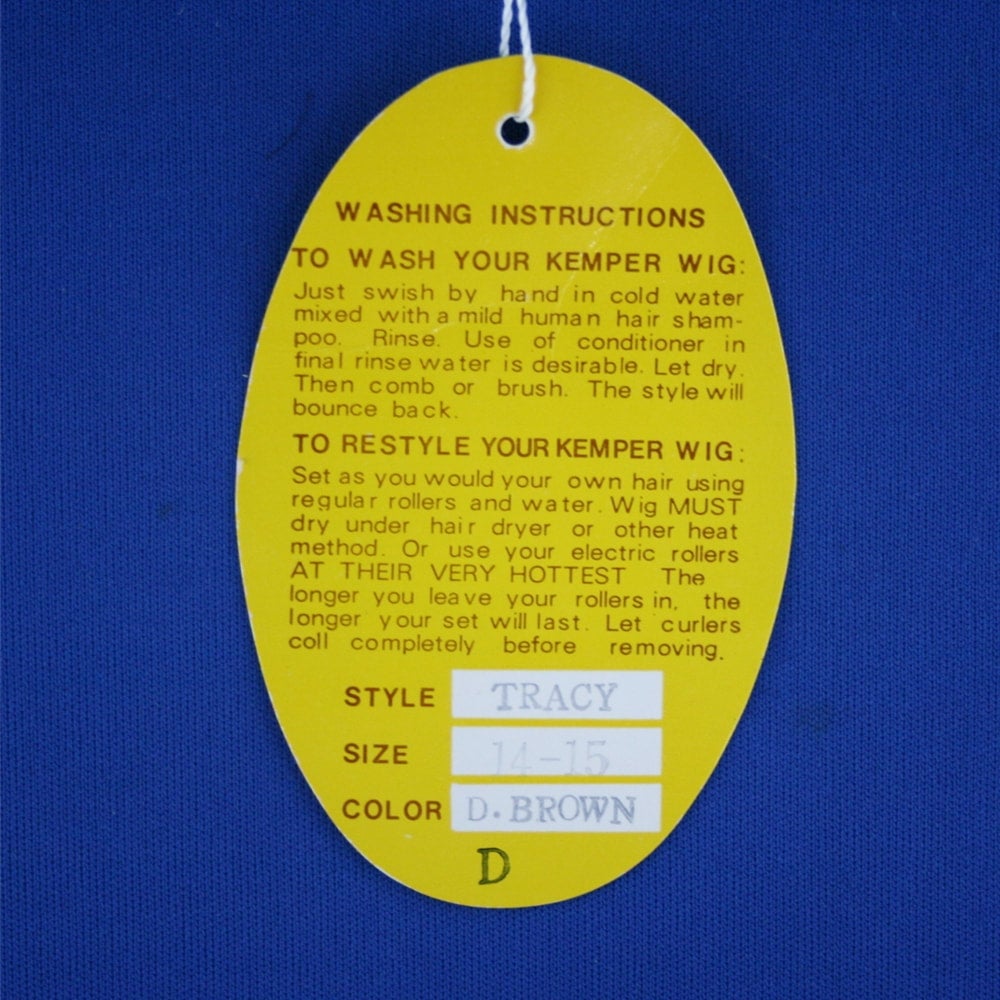 WASHING INSTRUCTIONS
TO WASH YOUR KEMPER WIG:
Just swish by hand in cold water
mixed with a mild human hair sham-
poo. Rinse. Use of conditioner in
final rinse water is desirable. Let dry.
Then comb or brush. The style will
bounce back.
TO RESTYLE YOUR KEMPER WIG:
Set as you would your own hair using
regular rollers and water. Wig MUST
dry under hair dryer or other heat
method. Or use your electric rollers
AT THEIR VERY HOTTEST The
longer you leave your rollers in, the
longer your set will last. Let curlers
coll completely before removing.
STYLE TRACY
SIZE 14-15
COLOR D. BROWN
D